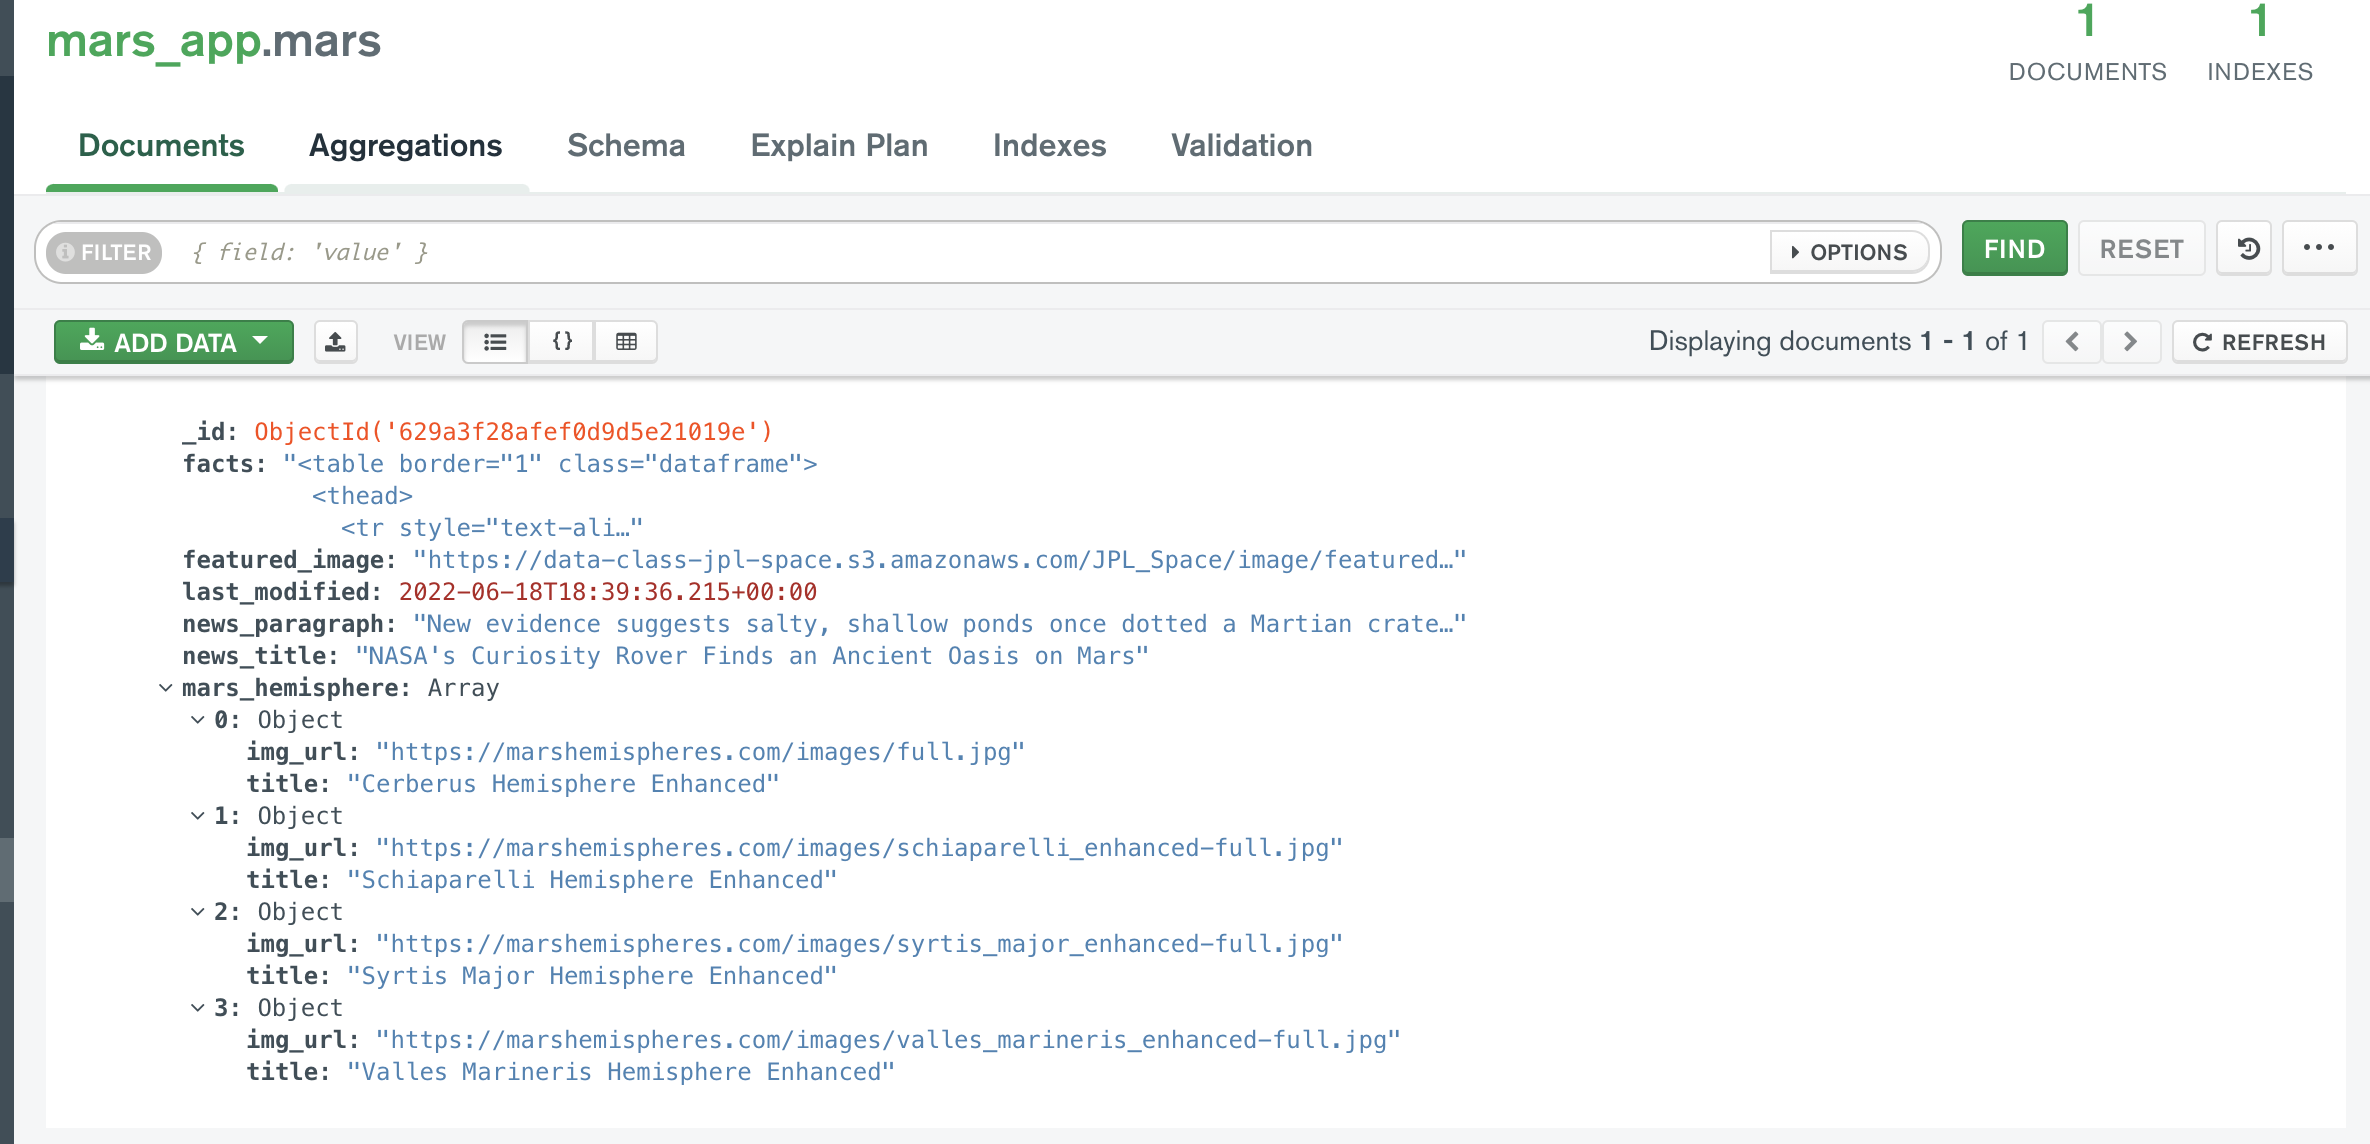 mars_app.mars
1
DOCUMENTS
1
INDEXES
Documents Aggregations Schema Explain Plan Indexes Validation
FILTER { field: 'value' } OPTIONS FIND RESET ...
ADD DATA VIEW {} Displaying documents 1 - 1 of 1 < > REFRESH
_id: ObjectId('629a3f28afef0d9d5e21019e')
facts: "<table border="1" class="dataframe">
<thead>
<tr style="text-ali…"
featured_image: "https://data-class-jpl-space.s3.amazonaws.com/JPL_Space/image/featured…"
last_modified: 2022-06-18T18:39:36.215+00:00
news_paragraph: "New evidence suggests salty, shallow ponds once dotted a Martian crate…"
news_title: "NASA's Curiosity Rover Finds an Ancient Oasis on Mars"
mars_hemisphere: Array
0: Object
img_url: "https://marshemispheres.com/images/full.jpg"
title: "Cerberus Hemisphere Enhanced"
1: Object
img_url: "https://marshemispheres.com/images/schiaparelli_enhanced-full.jpg"
title: "Schiaparelli Hemisphere Enhanced"
2: Object
img_url: "https://marshemispheres.com/images/syrtis_major_enhanced-full.jpg"
title: "Syrtis Major Hemisphere Enhanced"
3: Object
img_url: "https://marshemispheres.com/images/valles_marineris_enhanced-full.jpg"
title: "Valles Marineris Hemisphere Enhanced"